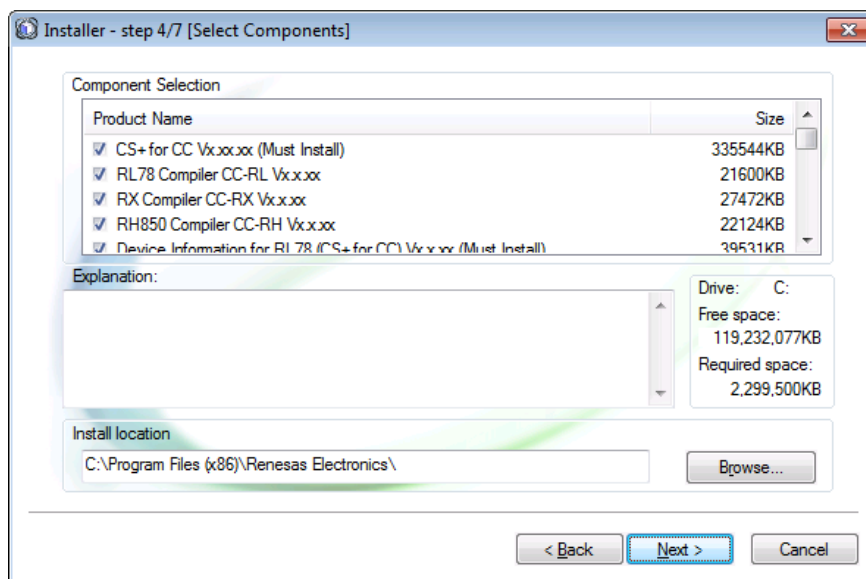 Installer - step 4/7 [Select Components]
Component Selection
Product Name Size
CS+ for CC Vx.xx.xx (Must Install) 335544KB
RL78 Compiler CC-RL Vx.x.xx 21600KB
RX Compiler CC-RX Vx.x.xx 27472KB
RH850 Compiler CC-RH Vx.x.xx 22124KB
Device Information for RL78 (CS+ for CC) Vx.x.xx (Must Install) 39531KB
Explanation:
Drive: C:
Free space:
119,232,077KB
Required space:
2,299,500KB
Install location
C:\Program Files (x86)\Renesas Electronics\
Browse...
< Back
Next >
Cancel